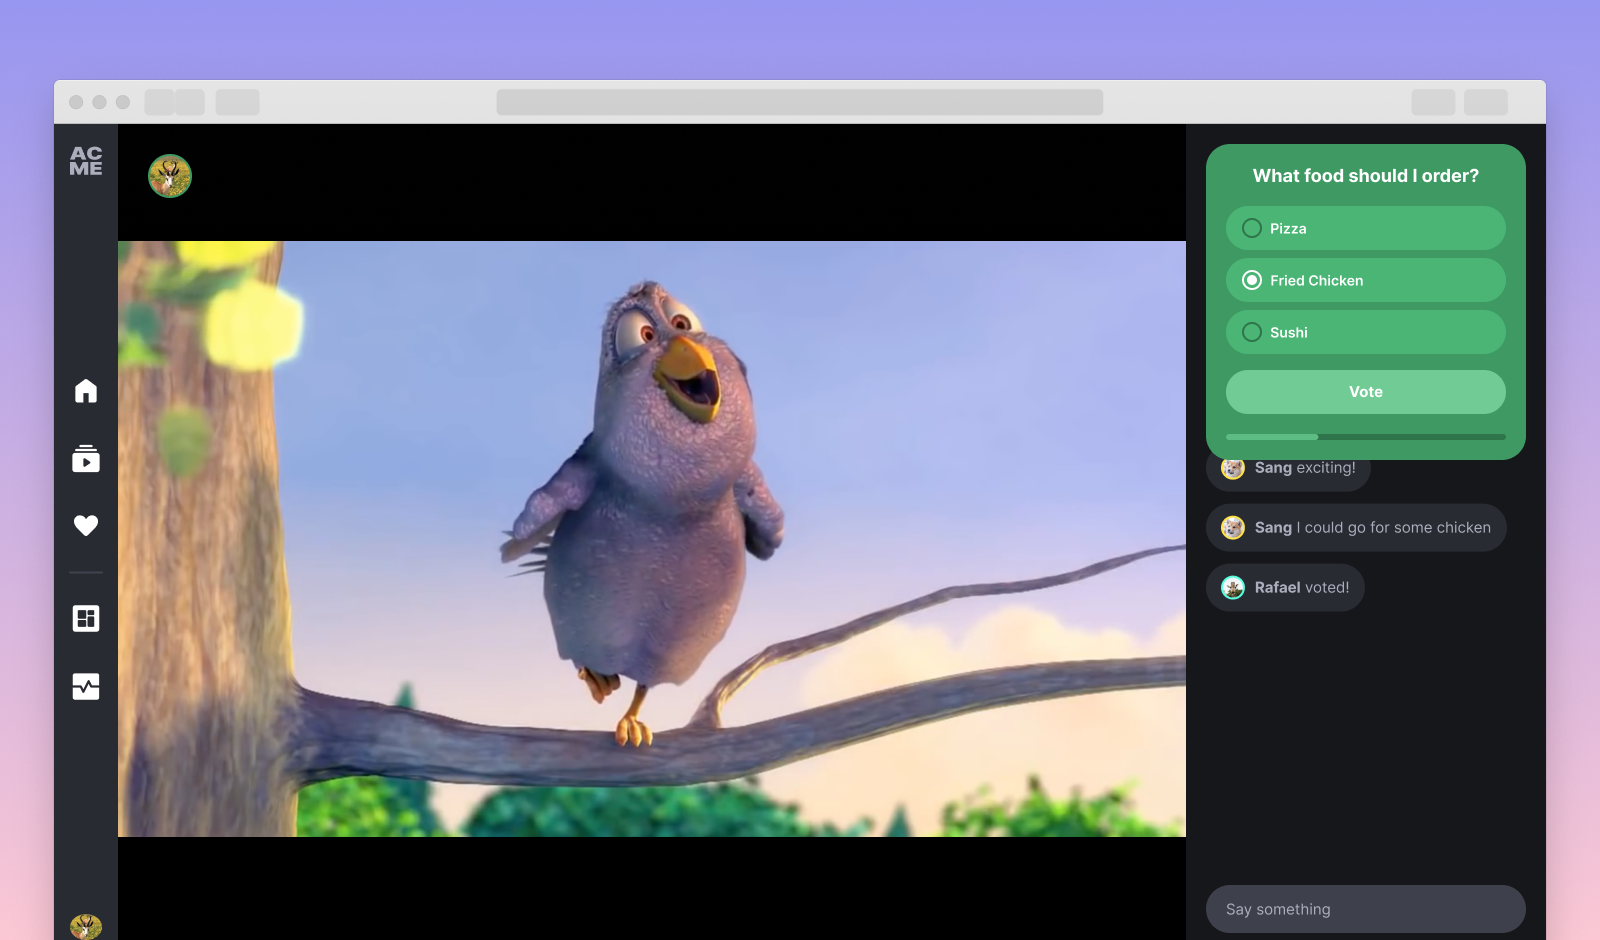 AC
ME
What food should I order?
Pizza
Fried Chicken
Sushi
Vote
Sang exciting!
Sang I could go for some chicken
Rafael voted!
Say something